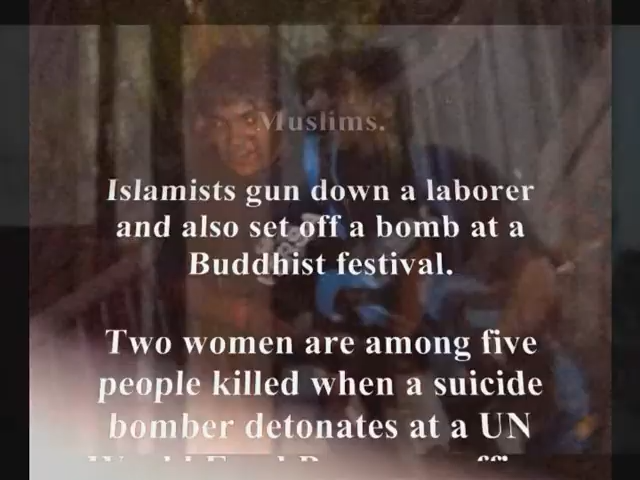 Muslims.
Islamists gun down a laborer
and also set off a bomb at a
Buddhist festival.
Two women are among five
people killed when a suicide
bomber detonates at a UN